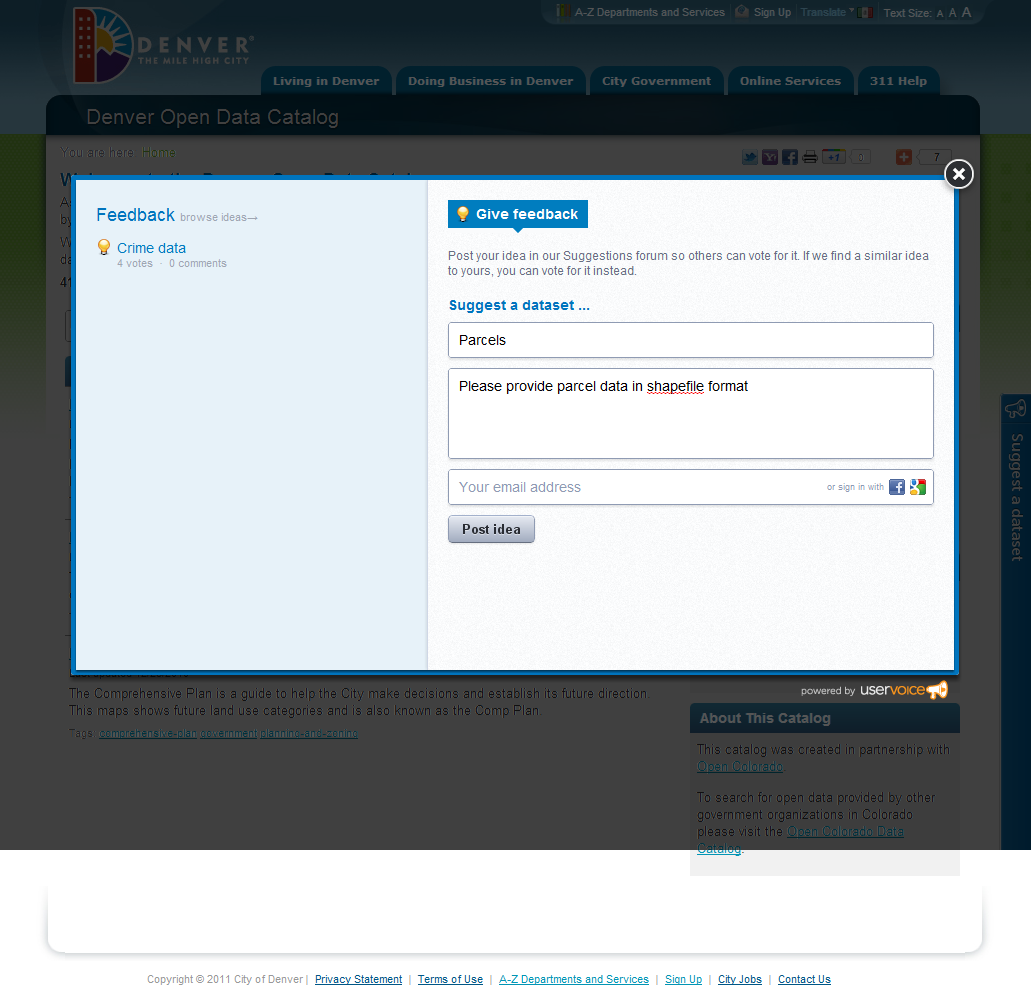 A-Z Departments and Services Sign Up Translate Text Size: A A A
DENVER
THE MILE HIGH CITY
Living in Denver Doing Business in Denver City Government Online Services 311 Help
Denver Open Data Catalog
You are here: Home
+1 0 7
Feedback browse ideas→
Crime data
4 votes · 0 comments
Give feedback
Post your idea in our Suggestions forum so others can vote for it. If we find a similar idea
to yours, you can vote for it instead.
Suggest a dataset ...
Parcels
Please provide parcel data in shapefile format
Your email address or sign in with
Post idea
Suggest a dataset
powered by uservoice
The Comprehensive Plan is a guide to help the City make decisions and establish its future direction.
This maps shows future land use categories and is also known as the Comp Plan.
Tags: comprehensive-plan government planning-and-zoning
About This Catalog
This catalog was created in partnership with
Open Colorado.
To search for open data provided by other
government organizations in Colorado
please visit the Open Colorado Data
Catalog.
Copyright © 2011 City of Denver | Privacy Statement | Terms of Use | A-Z Departments and Services | Sign Up | City Jobs | Contact Us